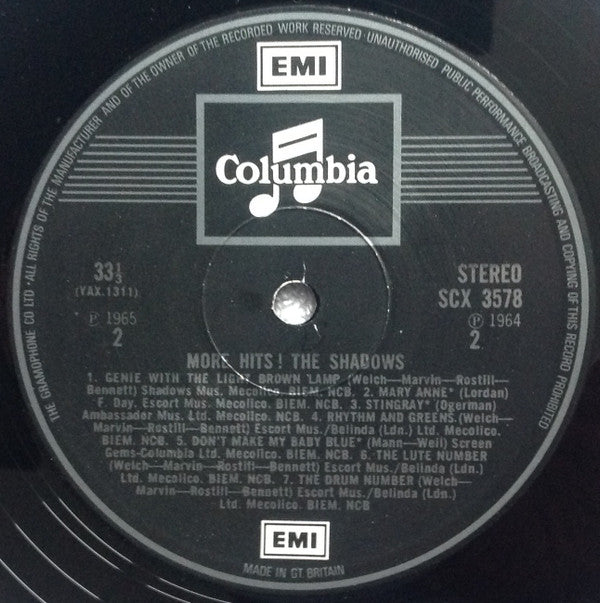 THE GRAMOPHONE CO LTD · ALL RIGHTS OF THE MANUFACTURER AND OF THE OWNER OF THE RECORDED WORK RESERVED · UNAUTHORISED PUBLIC PERFORMANCE BROADCASTING AND COPYING OF THIS RECORD PROHIBITED
EMI
Columbia
33⅓
(YAX.1311)
℗ 1965
2
STEREO
SCX 3578
℗ 1964
2
MORE HITS! THE SHADOWS
1. GENIE WITH THE LIGHT BROWN LAMP (Welch—Marvin—Rostill—
Bennett) Shadows Mus. Mecolico. BIEM. NCB. 2. MARY ANNE* (Lordan)
F. Day. Escort Mus. Mecolico. BIEM. NCB. 3. STINGRAY* (Ogerman)
Ambassador Mus. Ltd. Mecolico. NCB. 4. RHYTHM AND GREENS (Welch—
Marvin—Rostill—Bennett) Escort Mus./Belinda (Ldn.) Ltd. Mecolico.
BIEM. NCB. 5. DON'T MAKE MY BABY BLUE* (Mann—Weil) Screen
Gems-Columbia Ltd. Mecolico. BIEM. NCB. 6. THE LUTE NUMBER
(Welch—Marvin—Rostill—Bennett) Escort Mus./Belinda (Ldn.)
Ltd. Mecolico. BIEM. NCB. 7. THE DRUM NUMBER (Welch—
Marvin—Rostill—Bennett) Escort Mus./Belinda (Ldn.)
Ltd. Mecolico. BIEM. NCB
EMI
MADE IN GT. BRITAIN